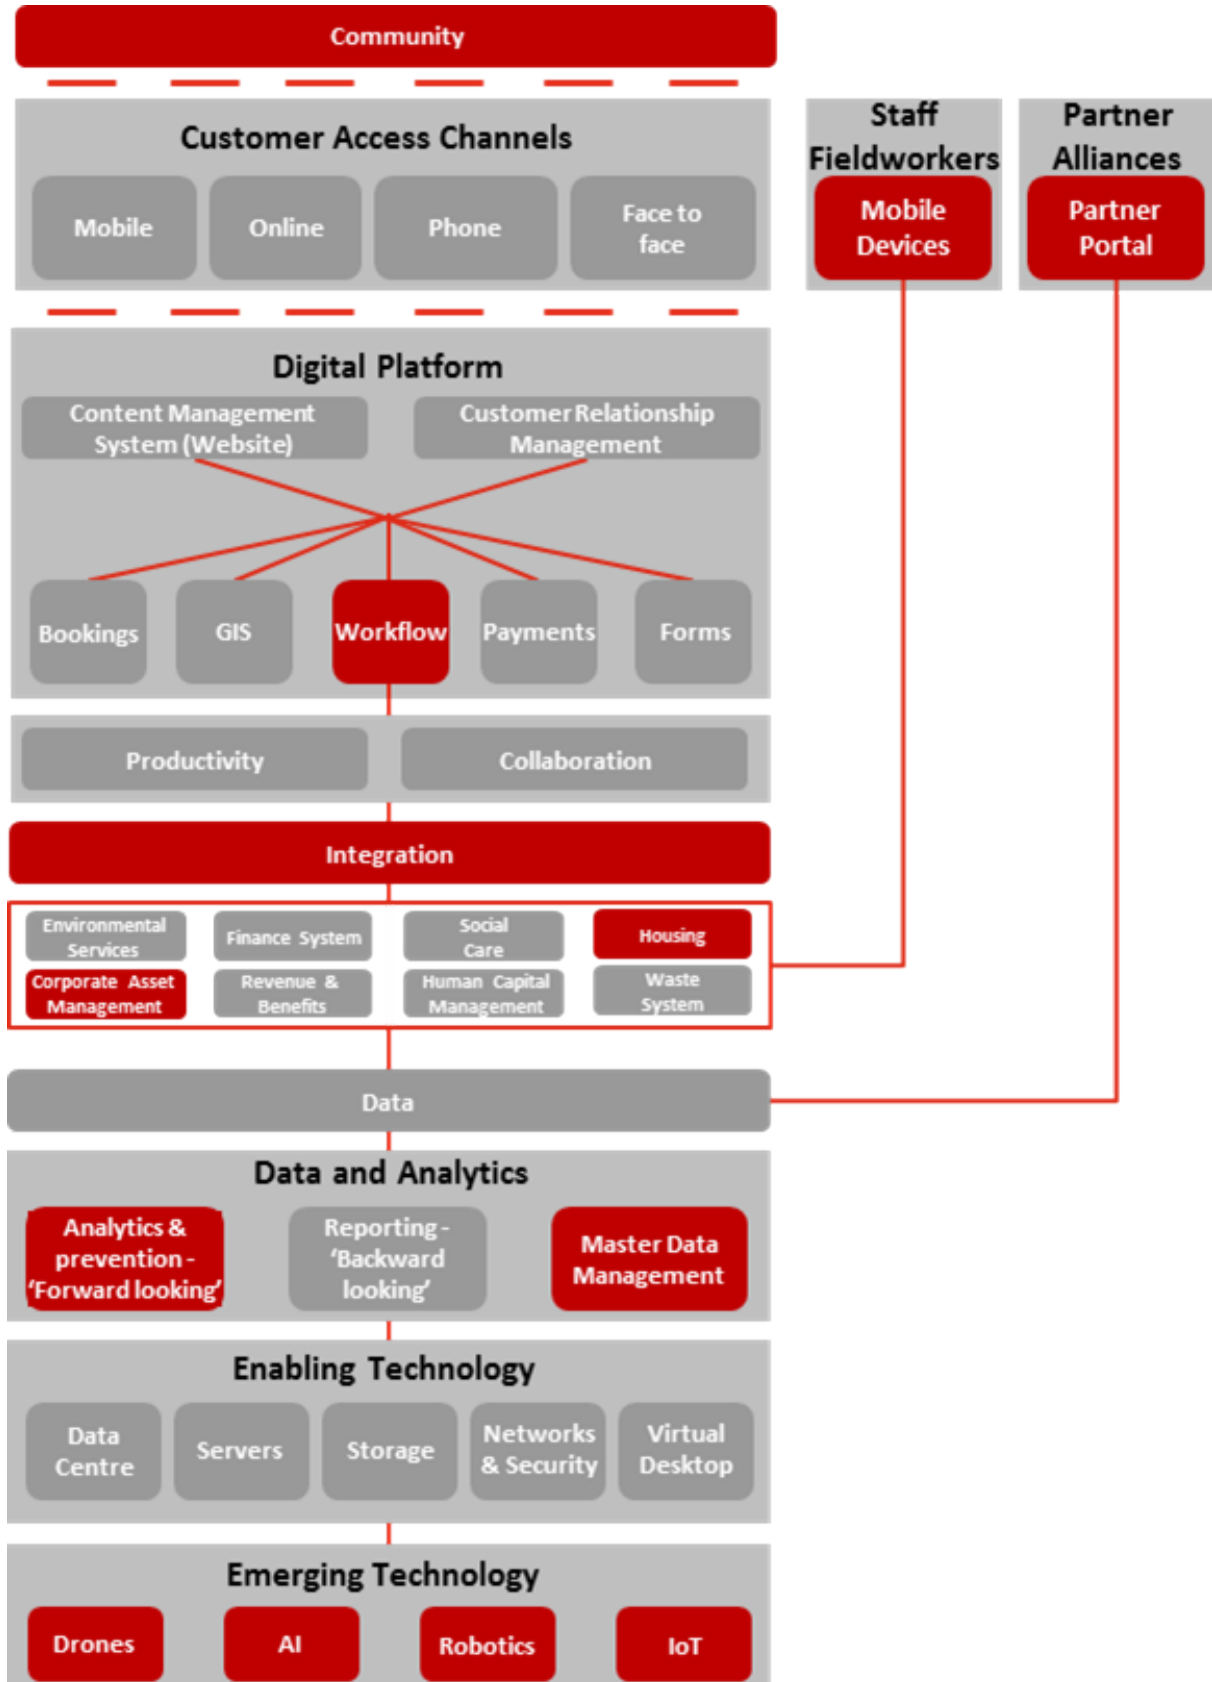 Community
Customer Access Channels
Mobile
Online
Phone
Face to
face
Staff
Fieldworkers
Mobile
Devices
Partner
Alliances
Partner
Portal
Digital Platform
Content Management
System (Website)
Customer Relationship
Management
Bookings
GIS
Workflow
Payments
Forms
Productivity
Collaboration
Integration
Environmental
Services
Finance System
Social
Care
Housing
Corporate Asset
Management
Revenue &
Benefits
Human Capital
Management
Waste
System
Data
Data and Analytics
Analytics &
prevention -
‘Forward looking’
Reporting -
‘Backward
looking’
Master Data
Management
Enabling Technology
Data
Centre
Servers
Storage
Networks
& Security
Virtual
Desktop
Emerging Technology
Drones
AI
Robotics
IoT